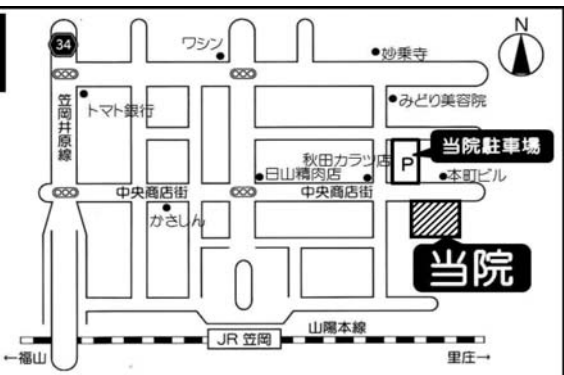 34
ワシン
妙乗寺
N
笠岡井原線
トマト銀行
みどり美容院
当院駐車場
P
秋田カラツ店
日山精肉店
本町ビル
中央商店街
中央商店街
かさしん
当院
山陽本線
JR 笠岡
←福山
里庄→